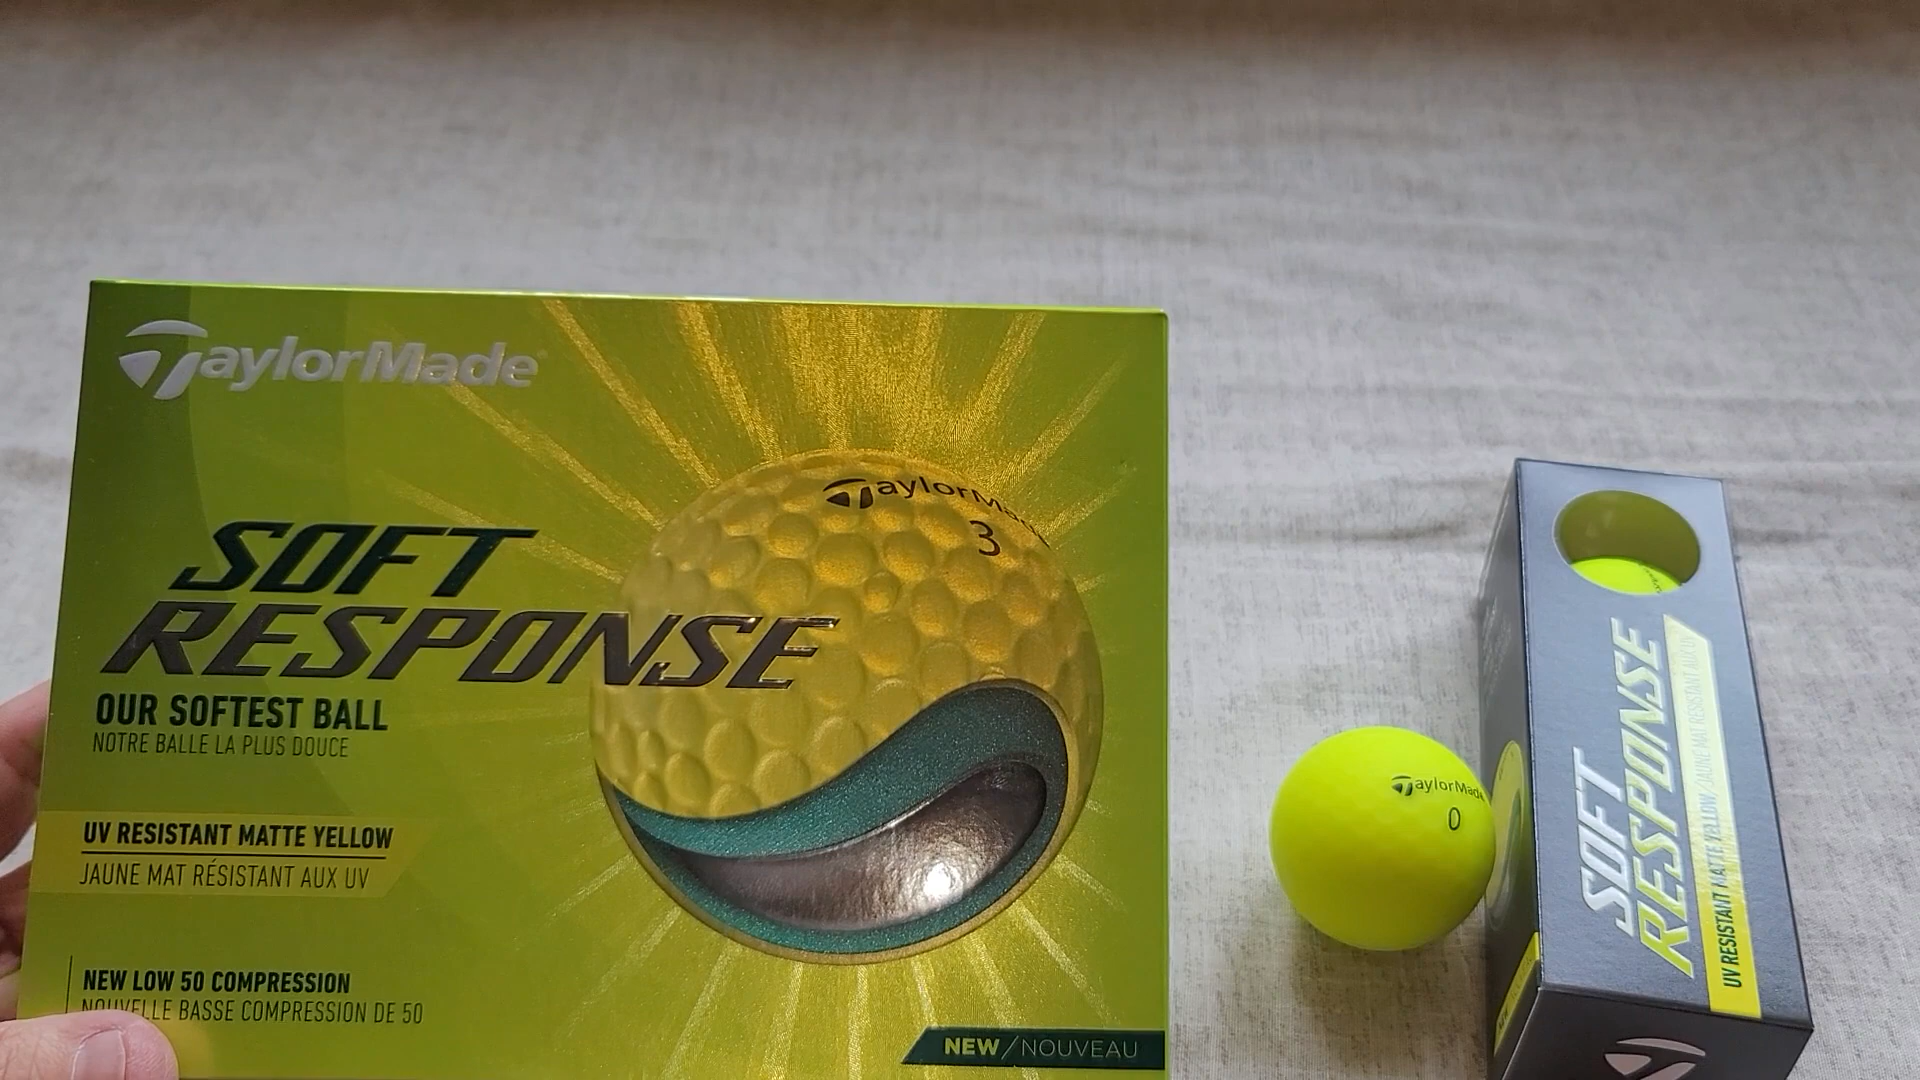 TaylorMade
TaylorMade
3
SOFT
RESPONSE
OUR SOFTEST BALL
NOTRE BALLE LA PLUS DOUCE
UV RESISTANT MATTE YELLOW
JAUNE MAT RÉSISTANT AUX UV
NEW LOW 50 COMPRESSION
NOUVELLE BASSE COMPRESSION DE 50
NEW/NOUVEAU
TaylorMade
0
SOFT
RESPONSE
UV RESISTANT MATTE YELLOW/JAUNE MAT RÉSISTANT AUX UV
NEW